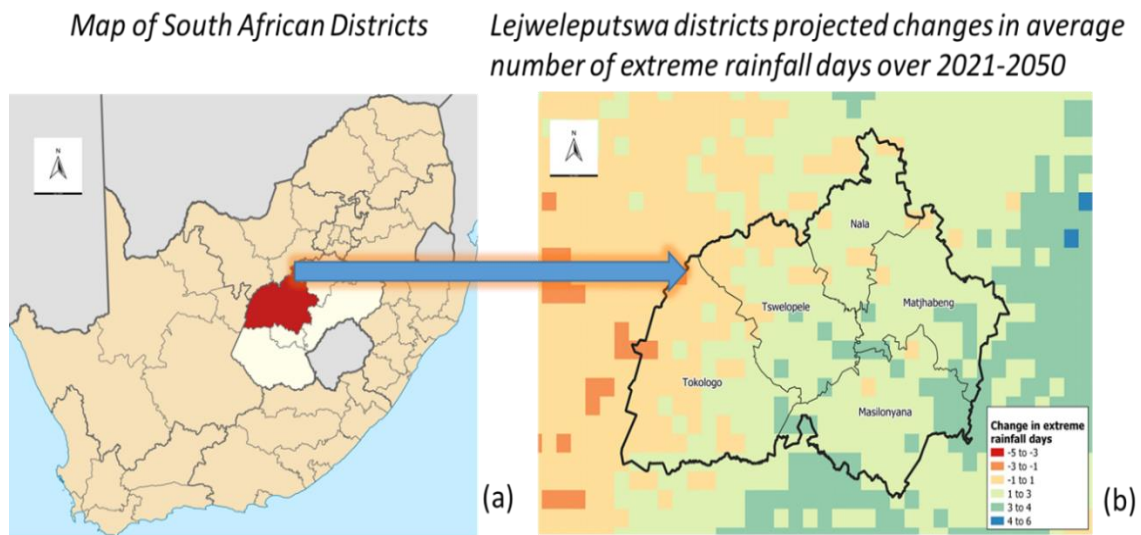 Map of South African Districts
Lejweleputswa districts projected changes in average
number of extreme rainfall days over 2021-2050
N
(a)
N
Nala
Tswelopele
Matjhabeng
Tokologo
Masilonyana
Change in extreme
rainfall days
-5 to -3
-3 to -1
-1 to 1
1 to 3
3 to 4
4 to 6
(b)